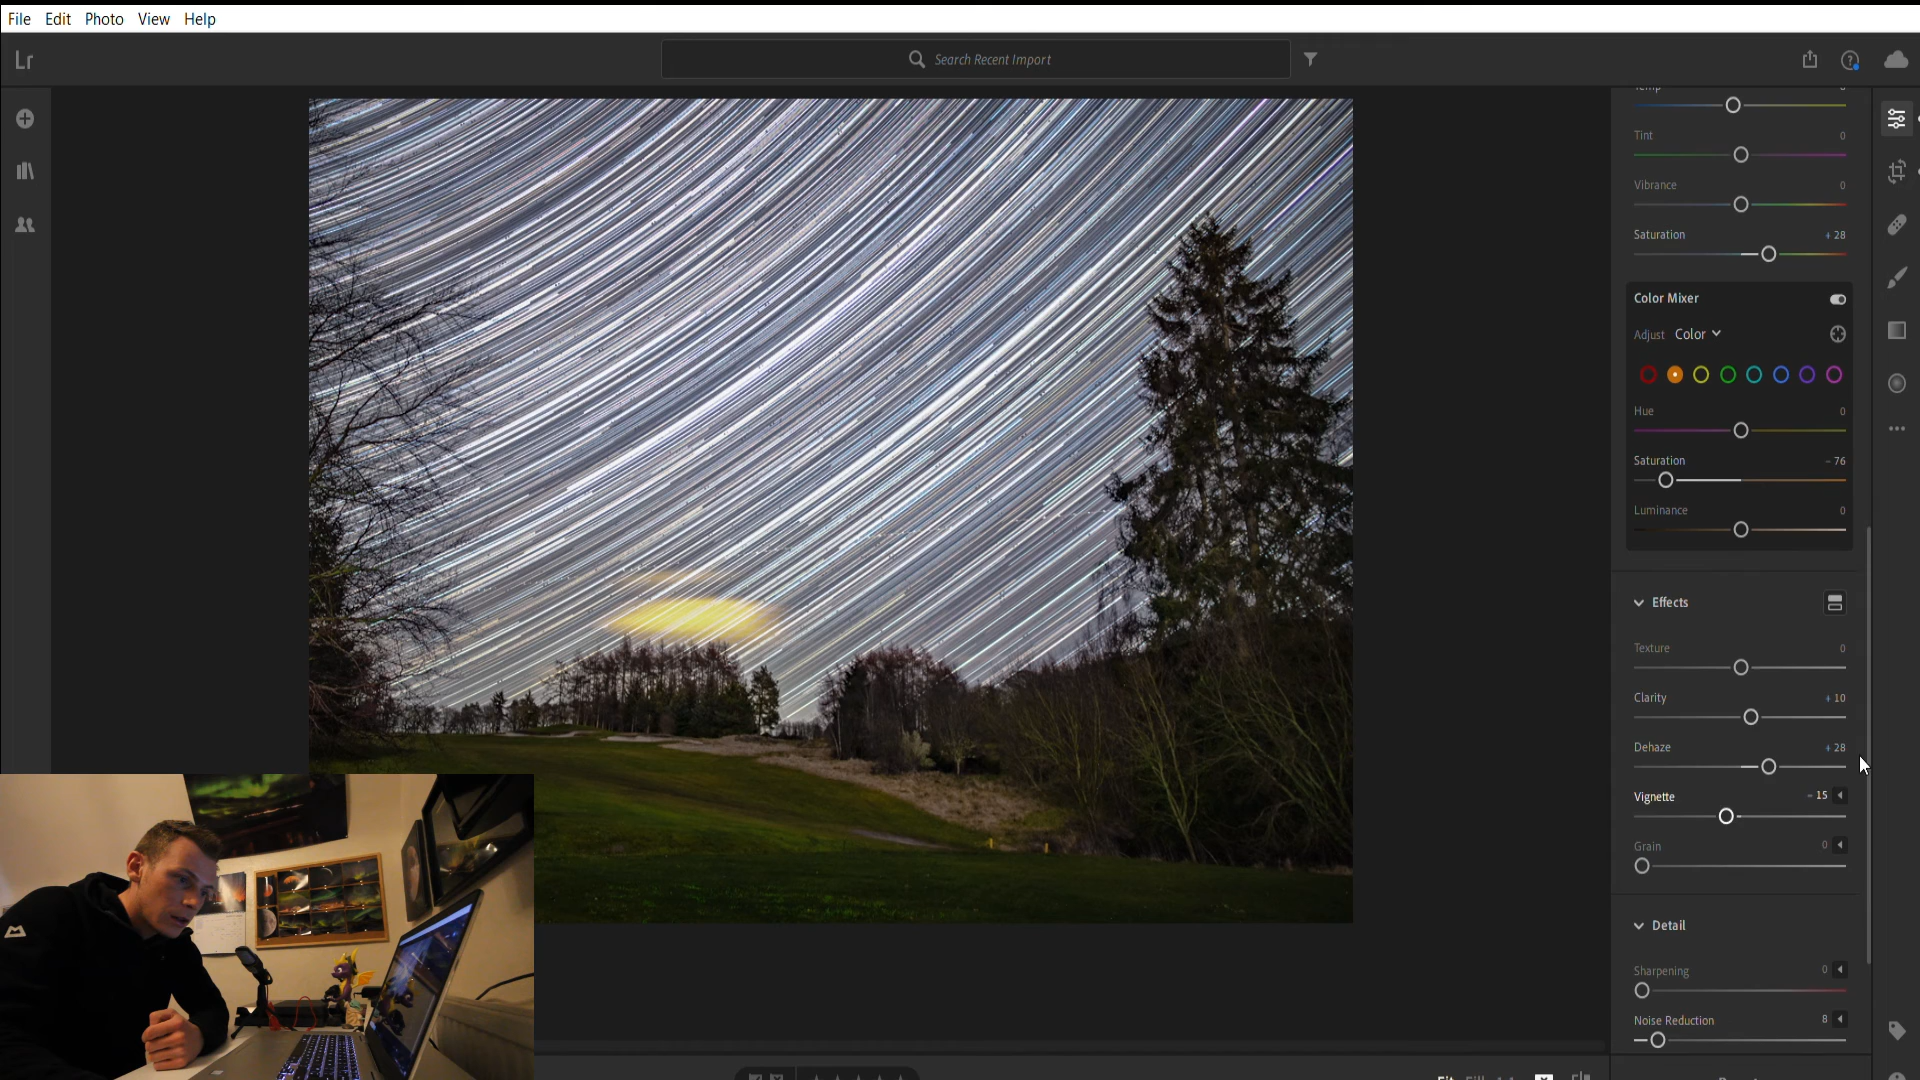 File Edit Photo View Help
Lr
Search Recent Import
Temp
Tint 0
Vibrance 0
Saturation + 28
Color Mixer
Adjust Color
Hue 0
Saturation - 76
Luminance 0
Effects
Texture 0
Clarity + 10
Dehaze + 28
Vignette - 15
Grain 0
Detail
Sharpening 0
Noise Reduction 8